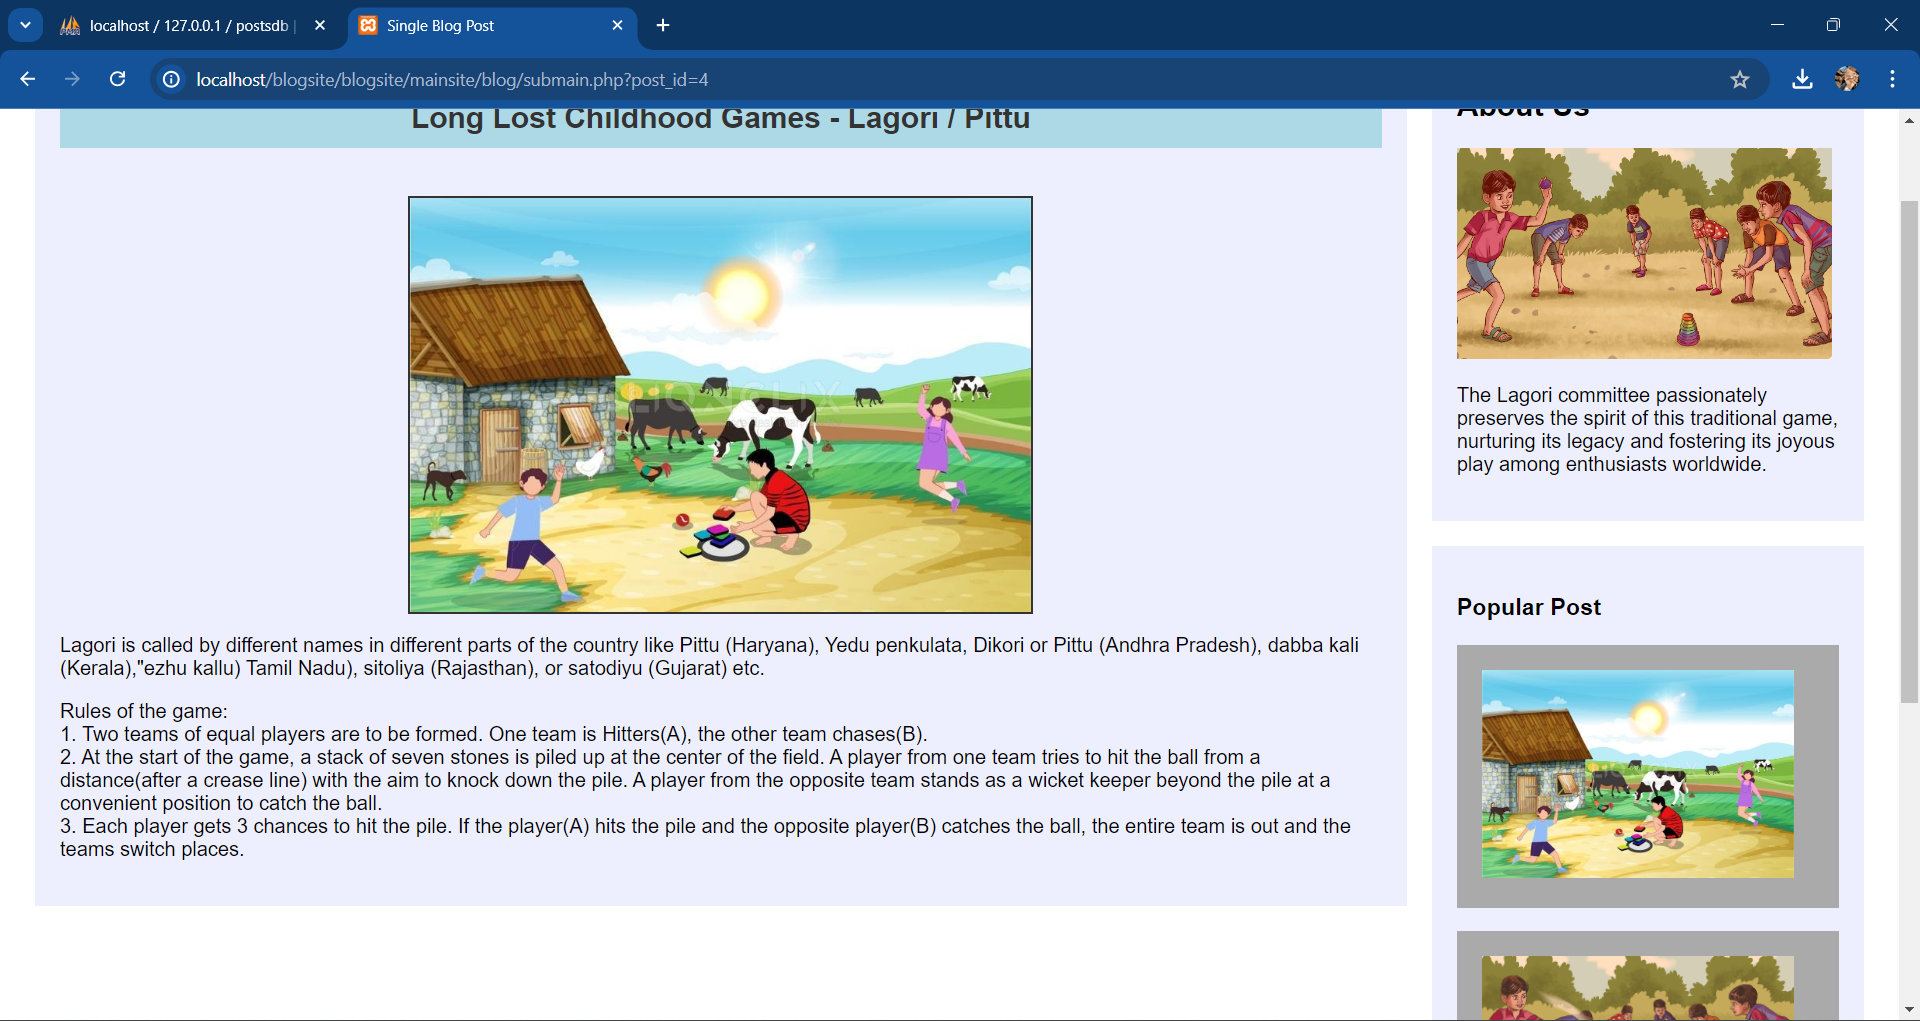 localhost / 127.0.0.1 / postsdb |
Single Blog Post
localhost/blogsite/blogsite/mainsite/blog/submain.php?post_id=4
Long Lost Childhood Games - Lagori / Pittu
Lagori is called by different names in different parts of the country like Pittu (Haryana), Yedu penkulata, Dikori or Pittu (Andhra Pradesh), dabba kali
(Kerala),"ezhu kallu) Tamil Nadu), sitoliya (Rajasthan), or satodiyu (Gujarat) etc.
Rules of the game:
1. Two teams of equal players are to be formed. One team is Hitters(A), the other team chases(B).
2. At the start of the game, a stack of seven stones is piled up at the center of the field. A player from one team tries to hit the ball from a
distance(after a crease line) with the aim to knock down the pile. A player from the opposite team stands as a wicket keeper beyond the pile at a
convenient position to catch the ball.
3. Each player gets 3 chances to hit the pile. If the player(A) hits the pile and the opposite player(B) catches the ball, the entire team is out and the
teams switch places.
About Us
The Lagori committee passionately
preserves the spirit of this traditional game,
nurturing its legacy and fostering its joyous
play among enthusiasts worldwide.
Popular Post